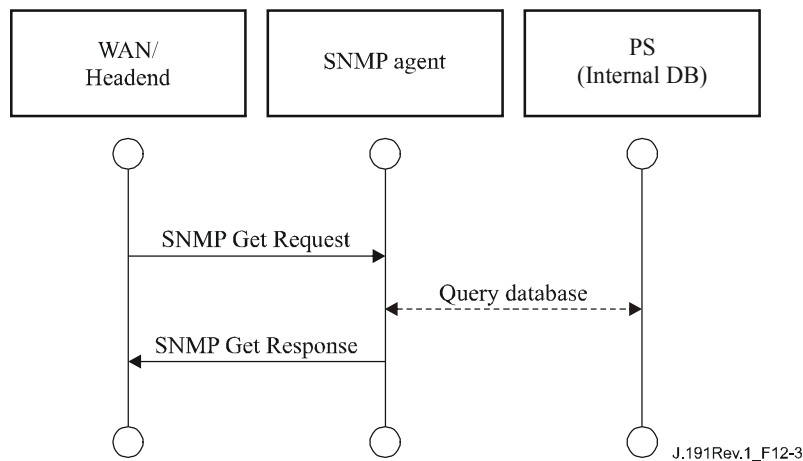 WAN/
Headend
SNMP agent
PS
(Internal DB)
SNMP Get Request
Query database
SNMP Get Response
J.191Rev.1_F12-3